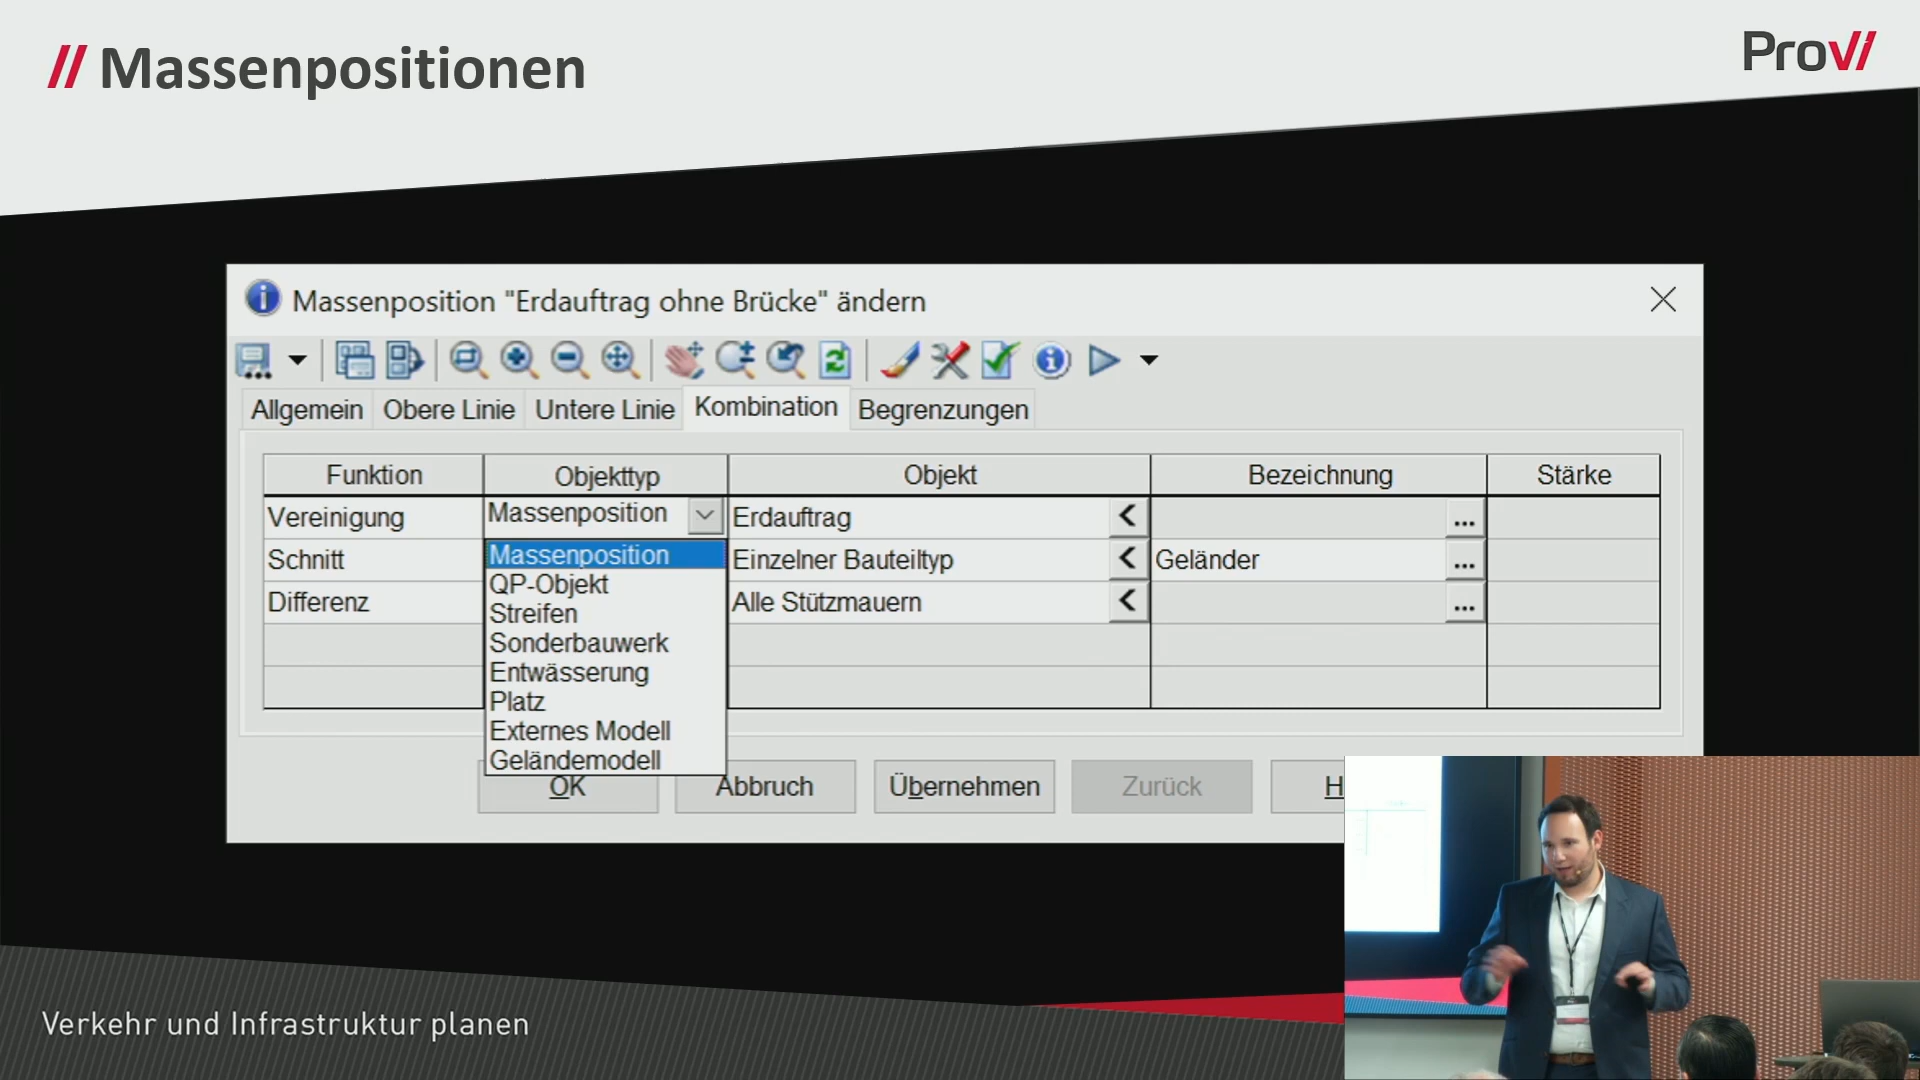 // Massenpositionen
ProVI
Massenposition "Erdauftrag ohne Brücke" ändern
Allgemein Obere Linie Untere Linie Kombination Begrenzungen
Funktion Objekttyp Objekt Bezeichnung Stärke
Vereinigung Massenposition Erdauftrag < ...
Schnitt Massenposition Einzelner Bauteiltyp < Geländer ...
QP-Objekt
Differenz Streifen Alle Stützmauern < ...
Sonderbauwerk
Entwässerung
Platz
Externes Modell
Geländemodell
OK Abbruch Übernehmen Zurück H
Verkehr und Infrastruktur planen